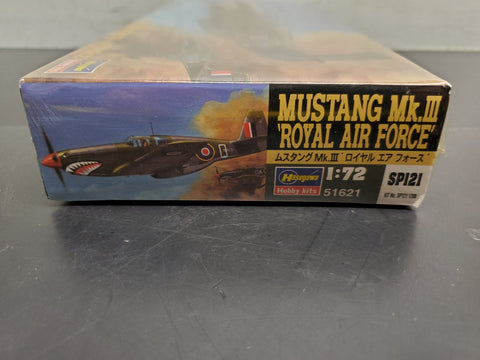 MUSTANG Mk.III
'ROYAL AIR FORCE'
ムスタング Mk.III ˝ロイヤル エア フォース˝
Hasegawa
Hobby kits
1:72
51621
SP121